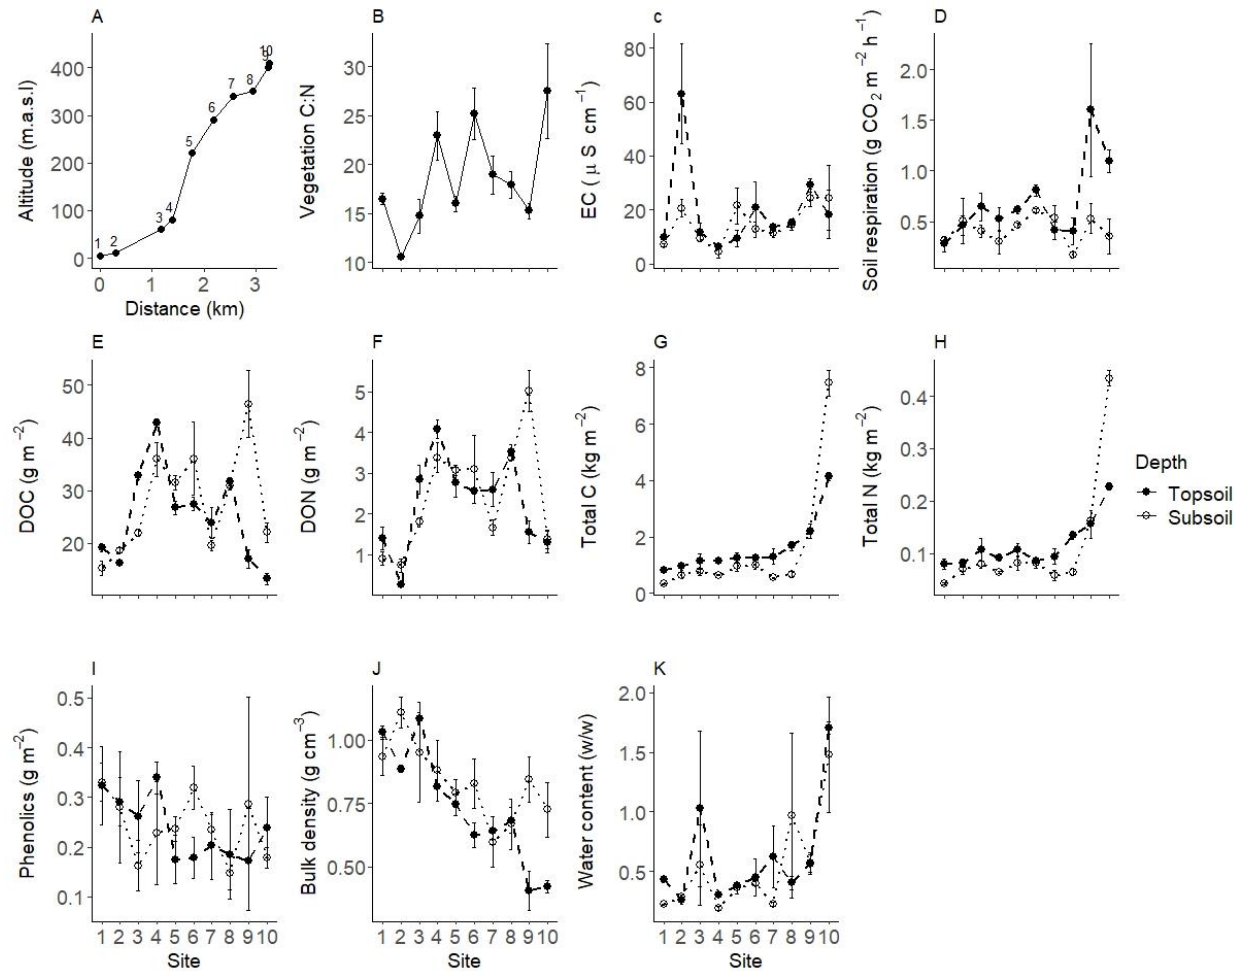 A
Altitude (m.a.s.l)
400
300
200
100
0
1
2
3
4
5
6
7
8
9
10
0 1 2 3
Distance (km)
B
Vegetation C:N
30
25
20
15
10
c
EC ( μ S cm⁻¹)
80
60
40
20
0
D
Soil respiration (g CO₂ m⁻² h⁻¹)
2.0
1.5
1.0
0.5
E
DOC (g m⁻²)
50
40
30
20
F
DON (g m⁻²)
5
4
3
2
1
G
Total C (kg m⁻²)
8
6
4
2
0
H
Total N (kg m⁻²)
0.4
0.3
0.2
0.1
Depth
Topsoil
Subsoil
I
Phenolics (g m⁻²)
0.5
0.4
0.3
0.2
0.1
1 2 3 4 5 6 7 8 9 10
Site
J
Bulk density (g cm⁻³)
1.00
0.75
0.50
1 2 3 4 5 6 7 8 9 10
Site
K
Water content (w/w)
2.0
1.5
1.0
0.5
1 2 3 4 5 6 7 8 9 10
Site